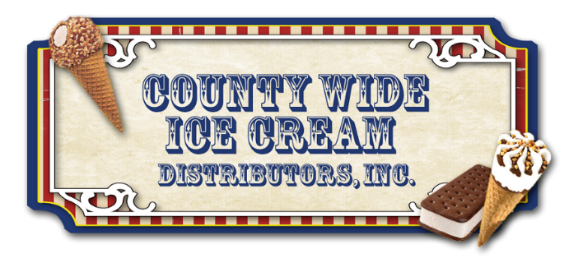 COUNTY WIDE
ICE CREAM
DISTRIBUTORS, INC.